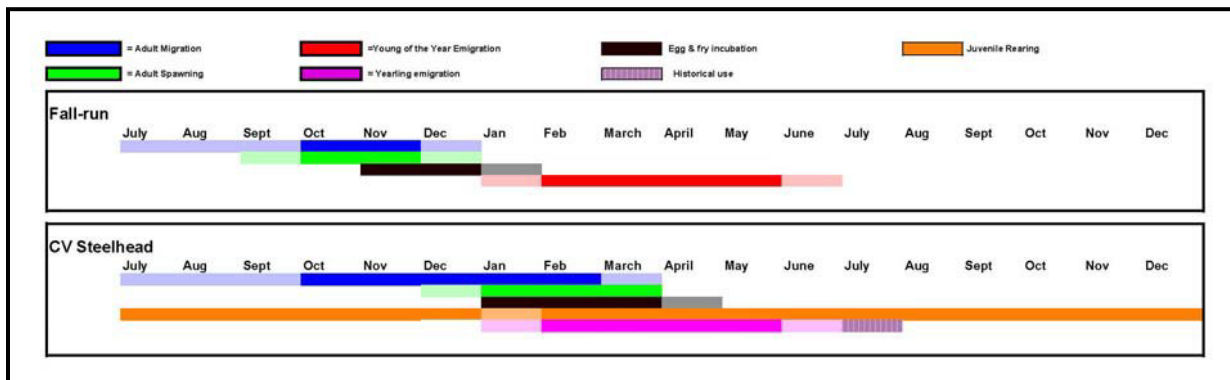 = Adult Migration =Young of the Year Emigration Egg & fry incubation Juvenile Rearing
= Adult Spawning = Yearling emigration Historical use
Fall-run
July Aug Sept Oct Nov Dec Jan Feb March April May June July Aug Sept Oct Nov Dec
CV Steelhead
July Aug Sept Oct Nov Dec Jan Feb March April May June July Aug Sept Oct Nov Dec